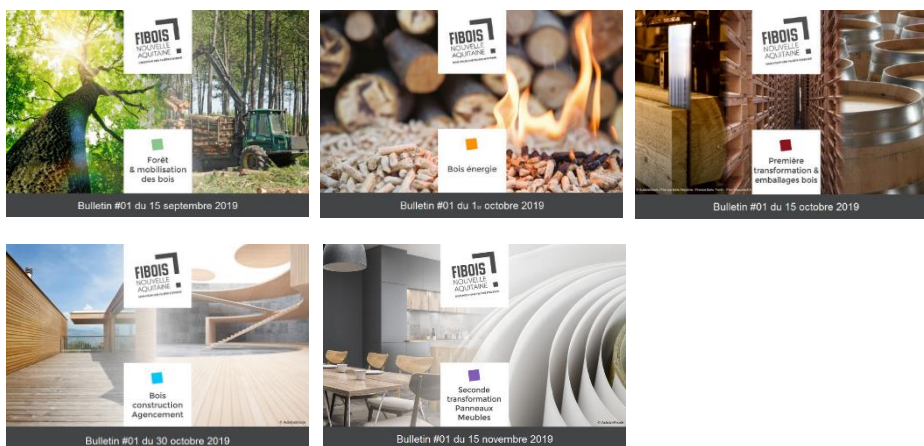 FIBOIS
NOUVELLE
AQUITAINE
Forêt
& mobilisation
des bois
Bulletin #01 du 15 septembre 2019
FIBOIS
NOUVELLE
AQUITAINE
Bois énergie
Bulletin #01 du 1er octobre 2019
FIBOIS
NOUVELLE
AQUITAINE
Première
transformation &
emballages bois
Bulletin #01 du 15 octobre 2019
FIBOIS
NOUVELLE
AQUITAINE
Bois
construction
Agencement
Bulletin #01 du 30 octobre 2019
FIBOIS
NOUVELLE
AQUITAINE
Seconde
transformation
Panneaux
Meubles
Bulletin #01 du 15 novembre 2019